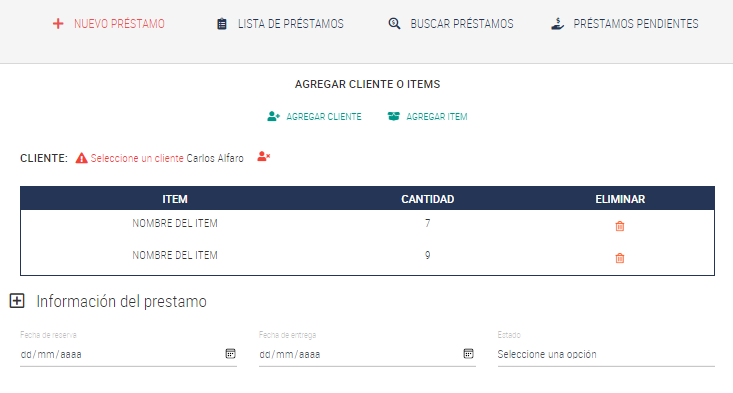 NUEVO PRÉSTAMO LISTA DE PRÉSTAMOS BUSCAR PRÉSTAMOS PRÉSTAMOS PENDIENTES
AGREGAR CLIENTE O ITEMS
AGREGAR CLIENTE AGREGAR ITEM
CLIENTE: Seleccione un cliente Carlos Alfaro
ITEM CANTIDAD ELIMINAR
NOMBRE DEL ITEM 7
NOMBRE DEL ITEM 9
Información del prestamo
Fecha de reserva Fecha de entrega Estado
dd/mm/aaaa dd/mm/aaaa Seleccione una opción